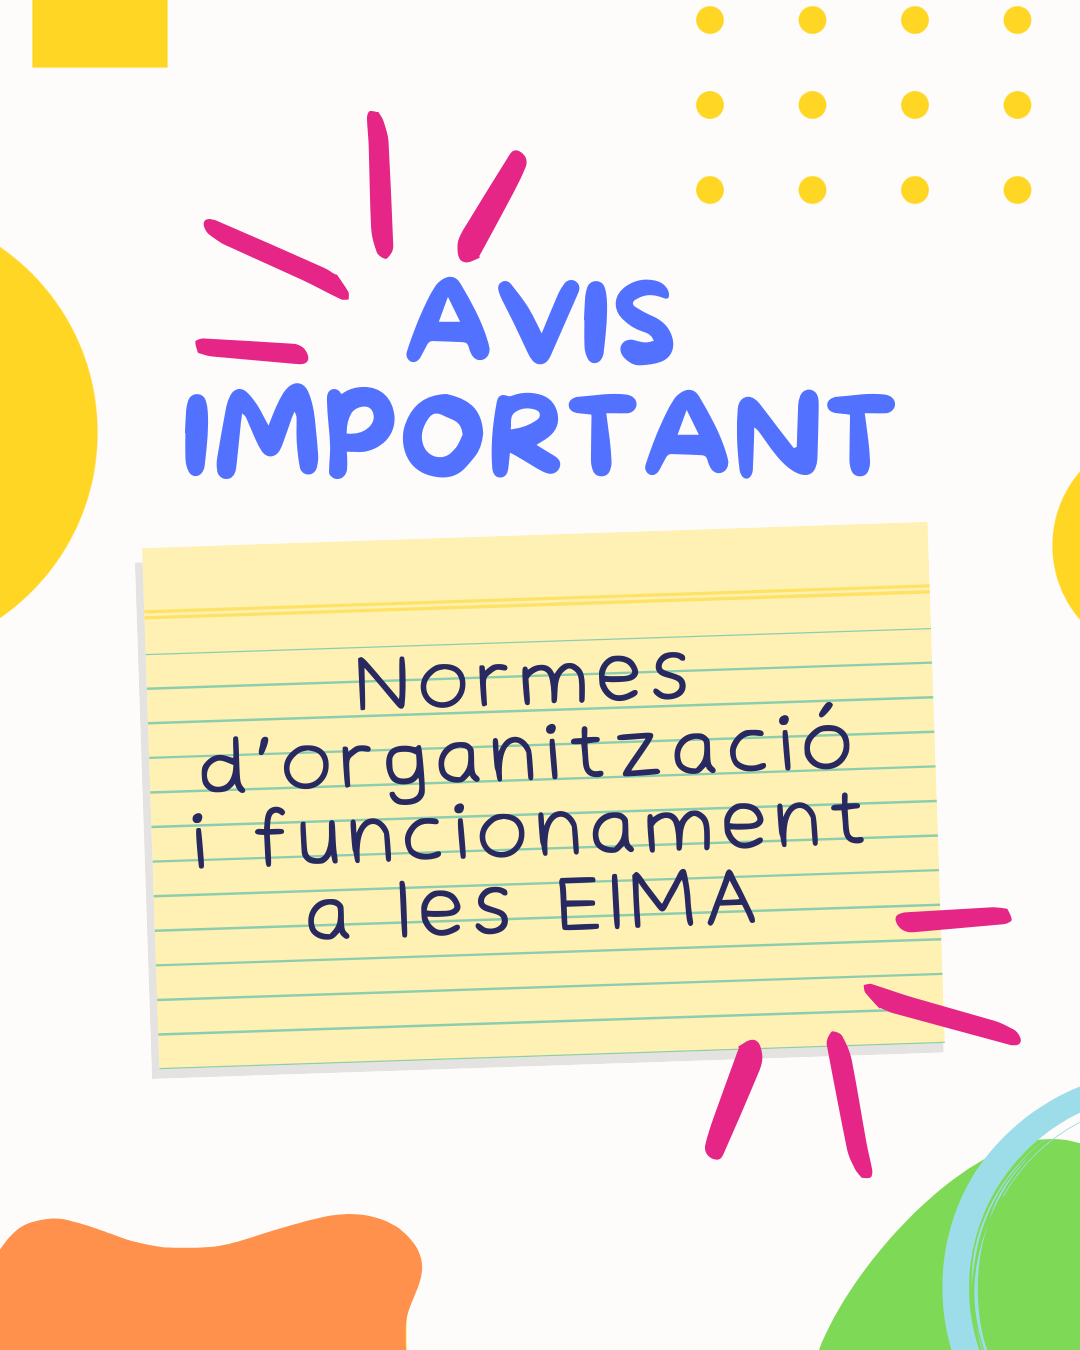 AVIS
IMPORTANT
Normes
d'organització
i funcionament
a les EIMA